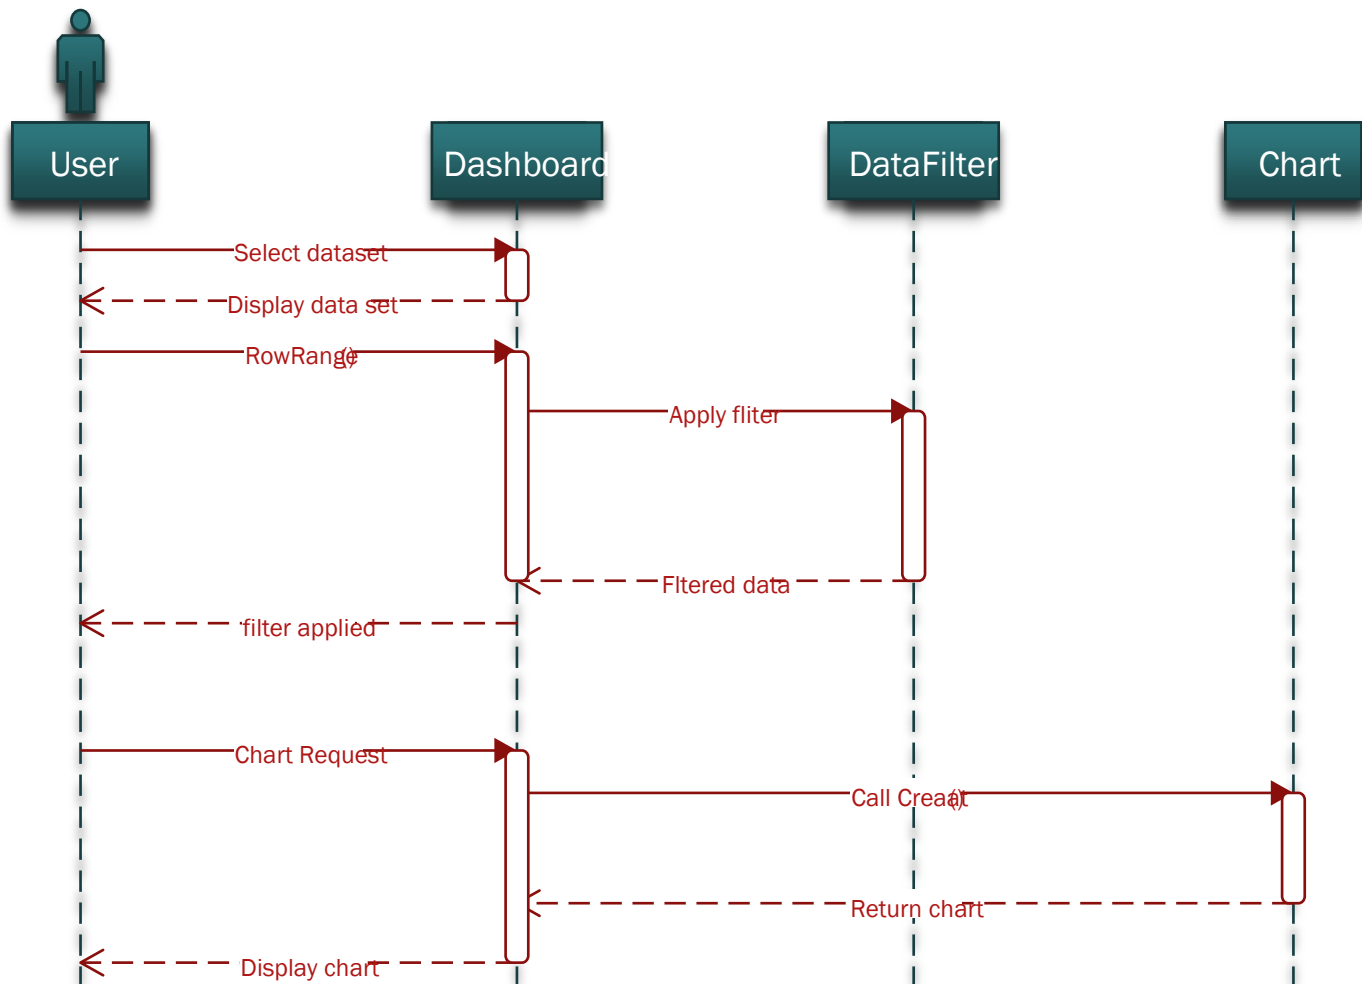 User
Dashboard
DataFilter
Chart
Select dataset
Display data set
RowRange()
Apply fliter
Fltered data
filter applied
Chart Request
Call Creaat()
Return chart
Display chart